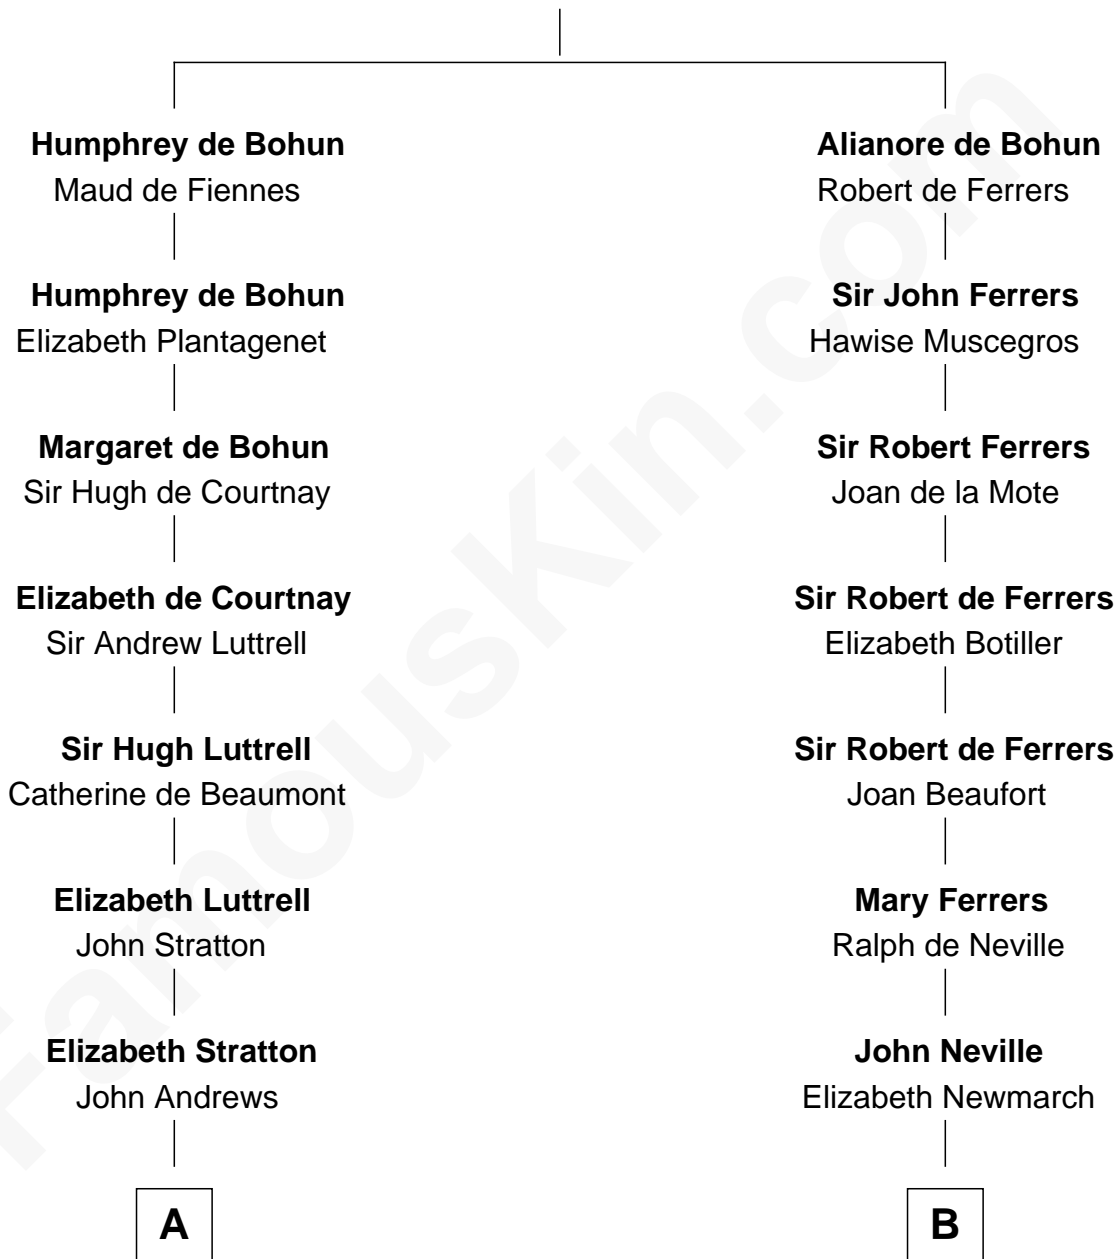 Humphrey de Bohun
Maud de Fiennes
Humphrey de Bohun
Elizabeth Plantagenet
Margaret de Bohun
Sir Hugh de Courtnay
Elizabeth de Courtnay
Sir Andrew Luttrell
Sir Hugh Luttrell
Catherine de Beaumont
Elizabeth Luttrell
John Stratton
Elizabeth Stratton
John Andrews
A
Alianore de Bohun
Robert de Ferrers
Sir John Ferrers
Hawise Muscegros
Sir Robert Ferrers
Joan de la Mote
Sir Robert de Ferrers
Elizabeth Botiller
Sir Robert de Ferrers
Joan Beaufort
Mary Ferrers
Ralph de Neville
John Neville
Elizabeth Newmarch
B
FamousKin.com